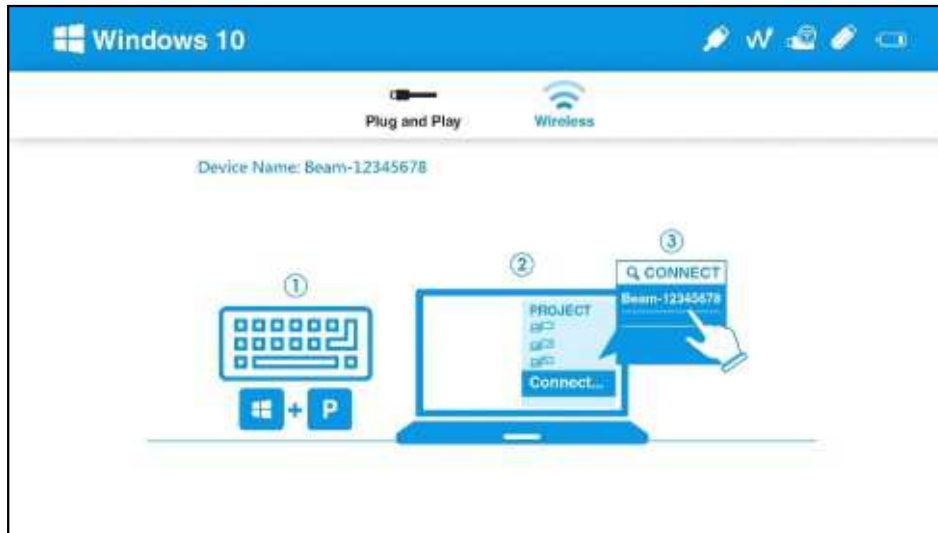 Windows 10
Plug and Play
Wireless
Device Name: Beam-12345678
1
2
3
CONNECT
Beam-12345678
PROJECT
Connect...
+ P